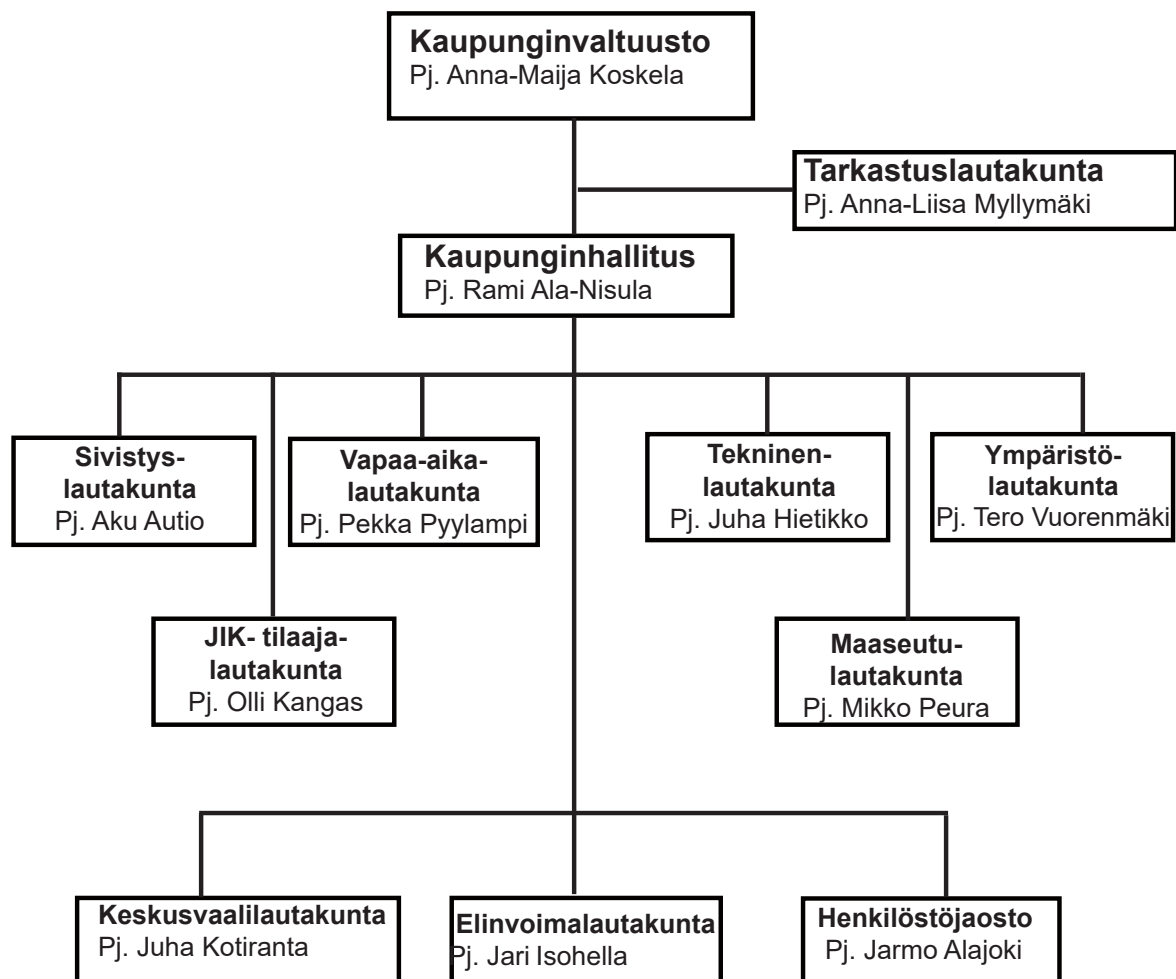 Kaupunginvaltuusto
Pj. Anna-Maija Koskela
Tarkastuslautakunta
Pj. Anna-Liisa Myllymäki
Kaupunginhallitus
Pj. Rami Ala-Nisula
Sivistys-
lautakunta
Pj. Aku Autio
Vapaa-aika-
lautakunta
Pj. Pekka Pyylampi
Tekninen-
lautakunta
Pj. Juha Hietikko
Ympäristö-
lautakunta
Pj. Tero Vuorenmäki
JIK- tilaaja-
lautakunta
Pj. Olli Kangas
Maaseutu-
lautakunta
Pj. Mikko Peura
Keskusvaalilautakunta
Pj. Juha Kotiranta
Elinvoimalautakunta
Pj. Jari Isohella
Henkilöstöjaosto
Pj. Jarmo Alajoki